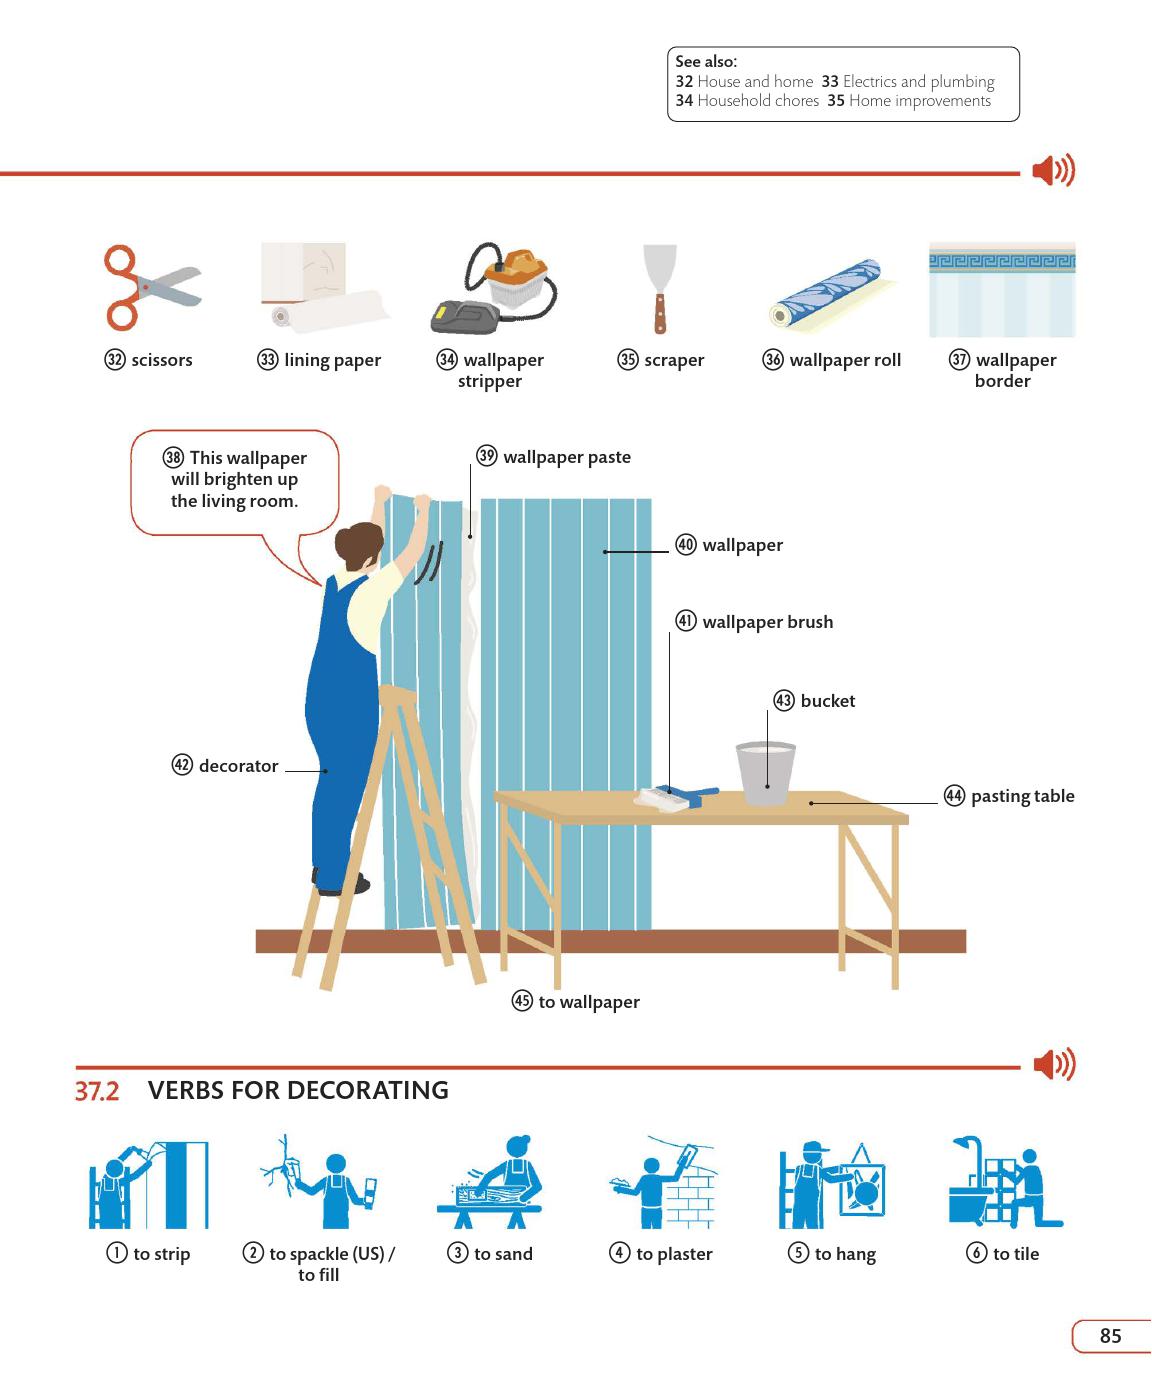 See also:
32 House and home 33 Electrics and plumbing
34 Household chores 35 Home improvements
32 scissors
33 lining paper
34 wallpaper
stripper
35 scraper
36 wallpaper roll
37 wallpaper
border
38 This wallpaper
will brighten up
the living room.
39 wallpaper paste
40 wallpaper
41 wallpaper brush
43 bucket
42 decorator
44 pasting table
45 to wallpaper
37.2 VERBS FOR DECORATING
1 to strip
2 to spackle (US) /
to fill
3 to sand
4 to plaster
5 to hang
6 to tile
85